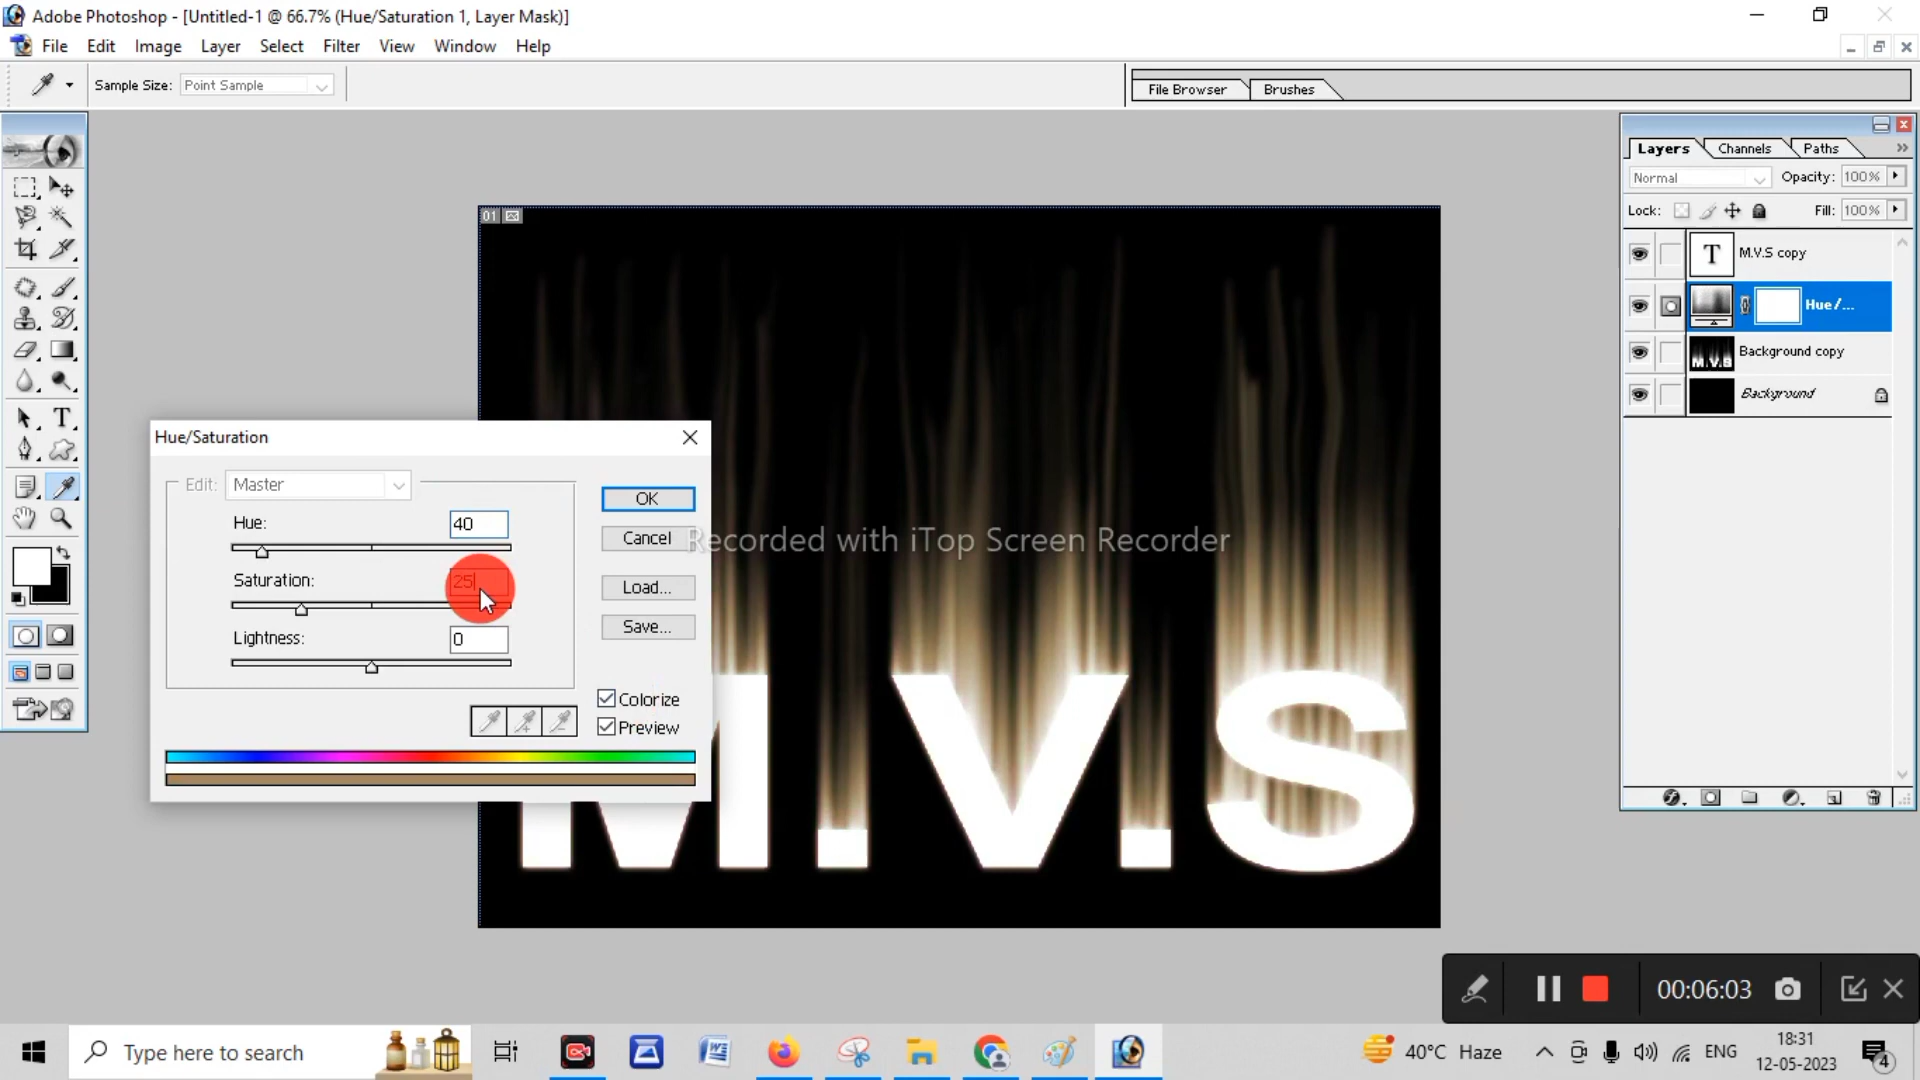 Adobe Photoshop - [Untitled-1 @ 66.7% (Hue/Saturation 1, Layer Mask)]
File Edit Image Layer Select Filter View Window Help
Sample Size: Point Sample
File Browser Brushes
Layers Channels Paths
Normal Opacity: 100%
Lock: Fill: 100%
T M.V.S copy
Hue/...
M.V.S Background copy
Background
01
Hue/Saturation
Edit: Master
Hue: 40
Saturation: 25
Lightness: 0
OK
Cancel
Load...
Save...
Colorize
Preview
Recorded with iTop Screen Recorder
M.V.S
00:06:03
Type here to search
40°C Haze
ENG
18:31
12-05-2023
4